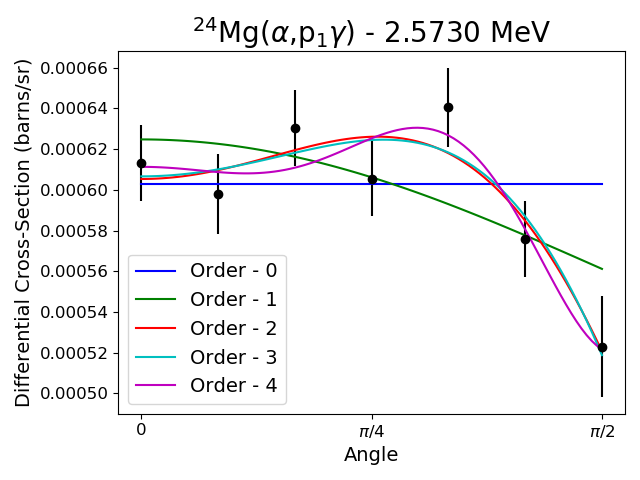 ²⁴Mg(α,p₁γ) - 2.5730 MeV
Differential Cross-Section (barns/sr)
0.00066
0.00064
0.00062
0.00060
0.00058
0.00056
0.00054
0.00052
0.00050
Order - 0
Order - 1
Order - 2
Order - 3
Order - 4
0 π/4 π/2
Angle